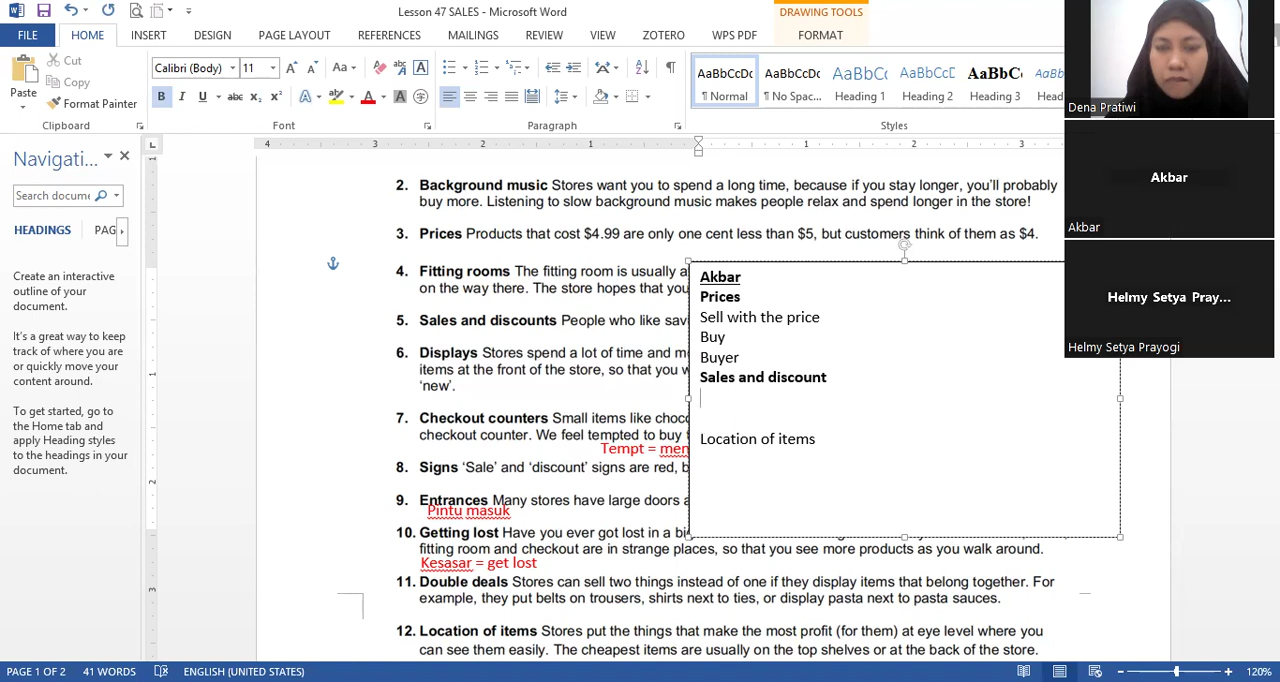 Lesson 47 SALES - Microsoft Word
DRAWING TOOLS
FILE HOME INSERT DESIGN PAGE LAYOUT REFERENCES MAILINGS REVIEW VIEW ZOTERO WPS PDF FORMAT
Cut
Copy
Format Painter
Paste
Clipboard
Calibri (Body) 11
Font
Paragraph
AaBbCcDc AaBbCcDc AaBbCc AaBbCcD AaBbC AaBb
¶ Normal ¶ No Spac... Heading 1 Heading 2 Heading 3 Head
Styles
Dena Pratiwi
Akbar
Akbar
Helmy Setya Pray...
Helmy Setya Prayogi
Navigati...
Search docume
HEADINGS PAG
Create an interactive
outline of your
document.
It's a great way to keep
track of where you are
or quickly move your
content around.
To get started, go to
the Home tab and
apply Heading styles
to the headings in your
document.
4 3 2 1 1 2 3
2. Background music Stores want you to spend a long time, because if you stay longer, you'll probably
buy more. Listening to slow background music makes people relax and spend longer in the store!
3. Prices Products that cost $4.99 are only one cent less than $5, but customers think of them as $4.
4. Fitting rooms The fitting room is usually a
on the way there. The store hopes that you
5. Sales and discounts People who like savi
6. Displays Stores spend a lot of time and m
items at the front of the store, so that you w
'new'.
7. Checkout counters Small items like choc
checkout counter. We feel tempted to buy t
Tempt = men
8. Signs 'Sale' and 'discount' signs are red, b
9. Entrances Many stores have large doors a
Pintu masuk
10. Getting lost Have you ever got lost in a bi
fitting room and checkout are in strange places, so that you see more products as you walk around.
Kesasar = get lost
11. Double deals Stores can sell two things instead of one if they display items that belong together. For
example, they put belts on trousers, shirts next to ties, or display pasta next to pasta sauces.
12. Location of items Stores put the things that make the most profit (for them) at eye level where you
can see them easily. The cheapest items are usually on the top shelves or at the back of the store.
Akbar
Prices
Sell with the price
Buy
Buyer
Sales and discount
Location of items
PAGE 1 OF 2 41 WORDS ENGLISH (UNITED STATES) 120%